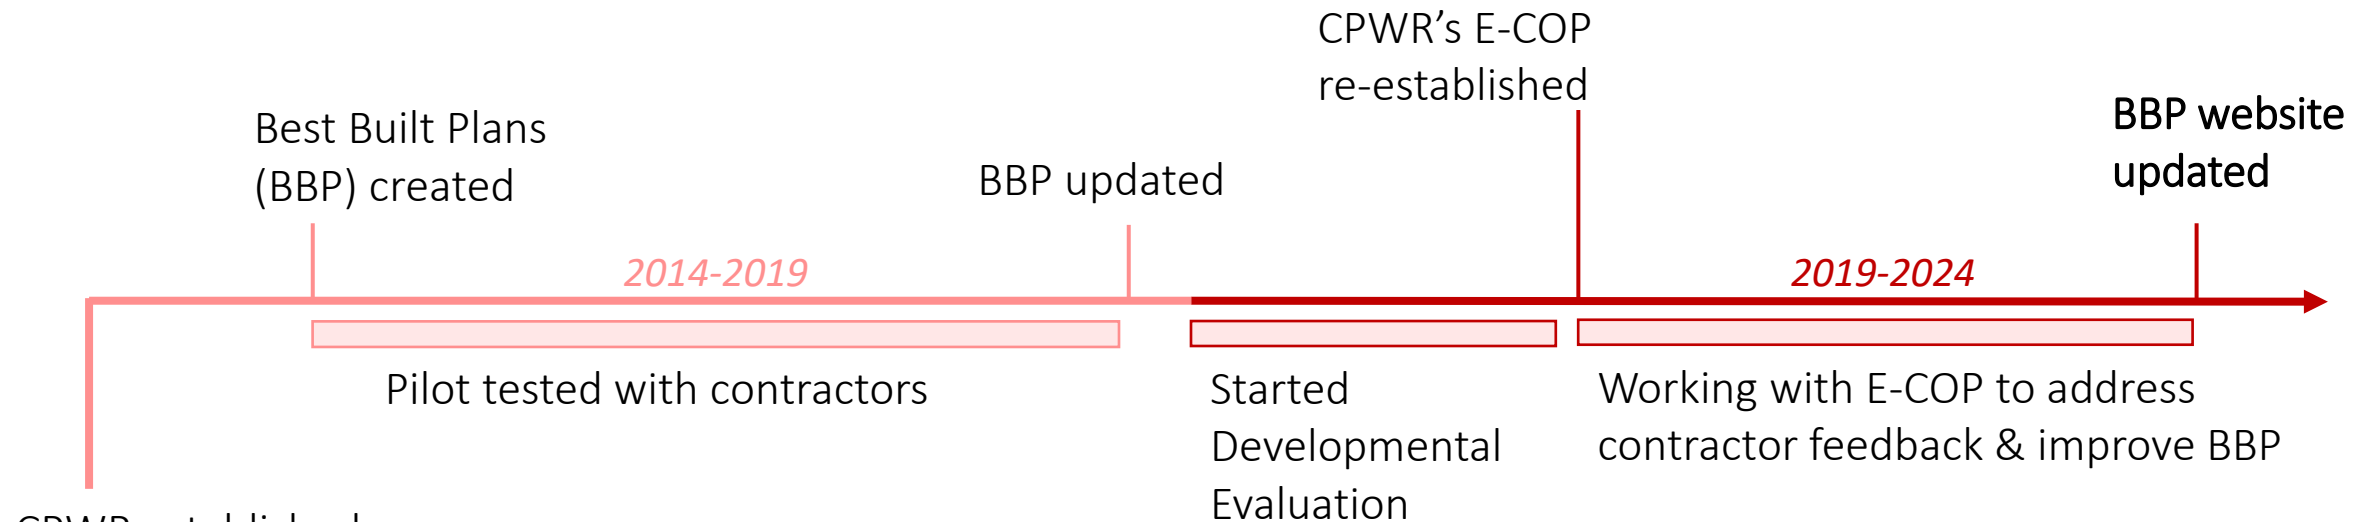 CPWR's E-COP
re-established
Best Built Plans
(BBP) created
BBP updated
BBP website
updated
2014-2019
2019-2024
Pilot tested with contractors
Started
Developmental
Evaluation
Working with E-COP to address
contractor feedback & improve BBP